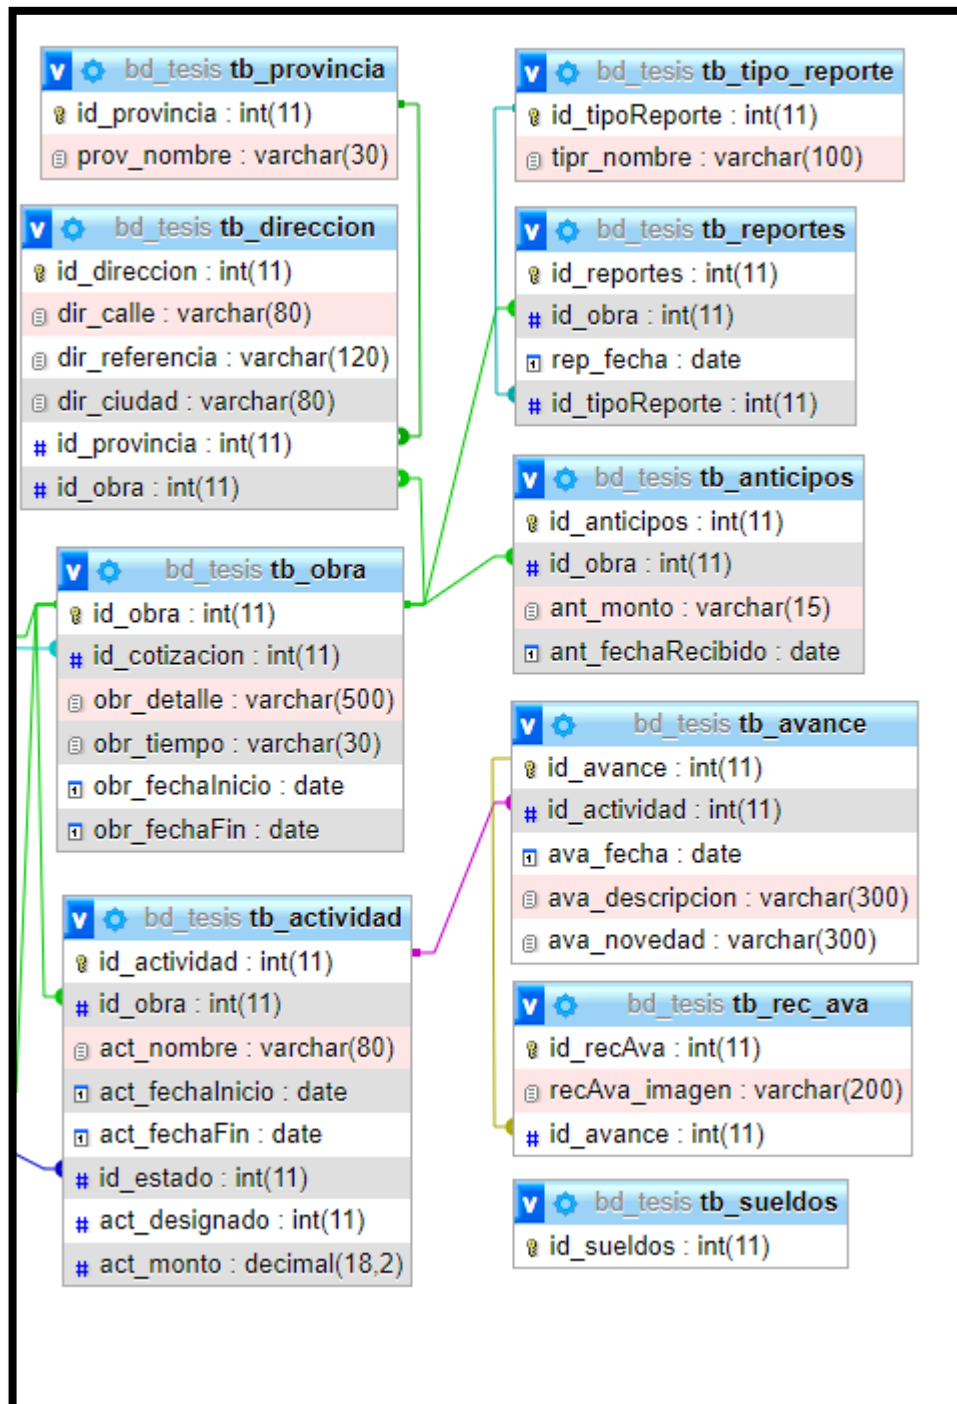 bd_tesis tb_provincia
id_provincia : int(11)
prov_nombre : varchar(30)
bd_tesis tb_direccion
id_direccion : int(11)
dir_calle : varchar(80)
dir_referencia : varchar(120)
dir_ciudad : varchar(80)
id_provincia : int(11)
id_obra : int(11)
bd_tesis tb_obra
id_obra : int(11)
id_cotizacion : int(11)
obr_detalle : varchar(500)
obr_tiempo : varchar(30)
obr_fechaInicio : date
obr_fechaFin : date
bd_tesis tb_actividad
id_actividad : int(11)
id_obra : int(11)
act_nombre : varchar(80)
act_fechaInicio : date
act_fechaFin : date
id_estado : int(11)
act_designado : int(11)
act_monto : decimal(18,2)
bd_tesis tb_tipo_reporte
id_tipoReporte : int(11)
tipr_nombre : varchar(100)
bd_tesis tb_reportes
id_reportes : int(11)
id_obra : int(11)
rep_fecha : date
id_tipoReporte : int(11)
bd_tesis tb_anticipos
id_anticipos : int(11)
id_obra : int(11)
ant_monto : varchar(15)
ant_fechaRecibido : date
bd_tesis tb_avance
id_avance : int(11)
id_actividad : int(11)
ava_fecha : date
ava_descripcion : varchar(300)
ava_novedad : varchar(300)
bd_tesis tb_rec_ava
id_recAva : int(11)
recAva_imagen : varchar(200)
id_avance : int(11)
bd_tesis tb_sueldos
id_sueldos : int(11)